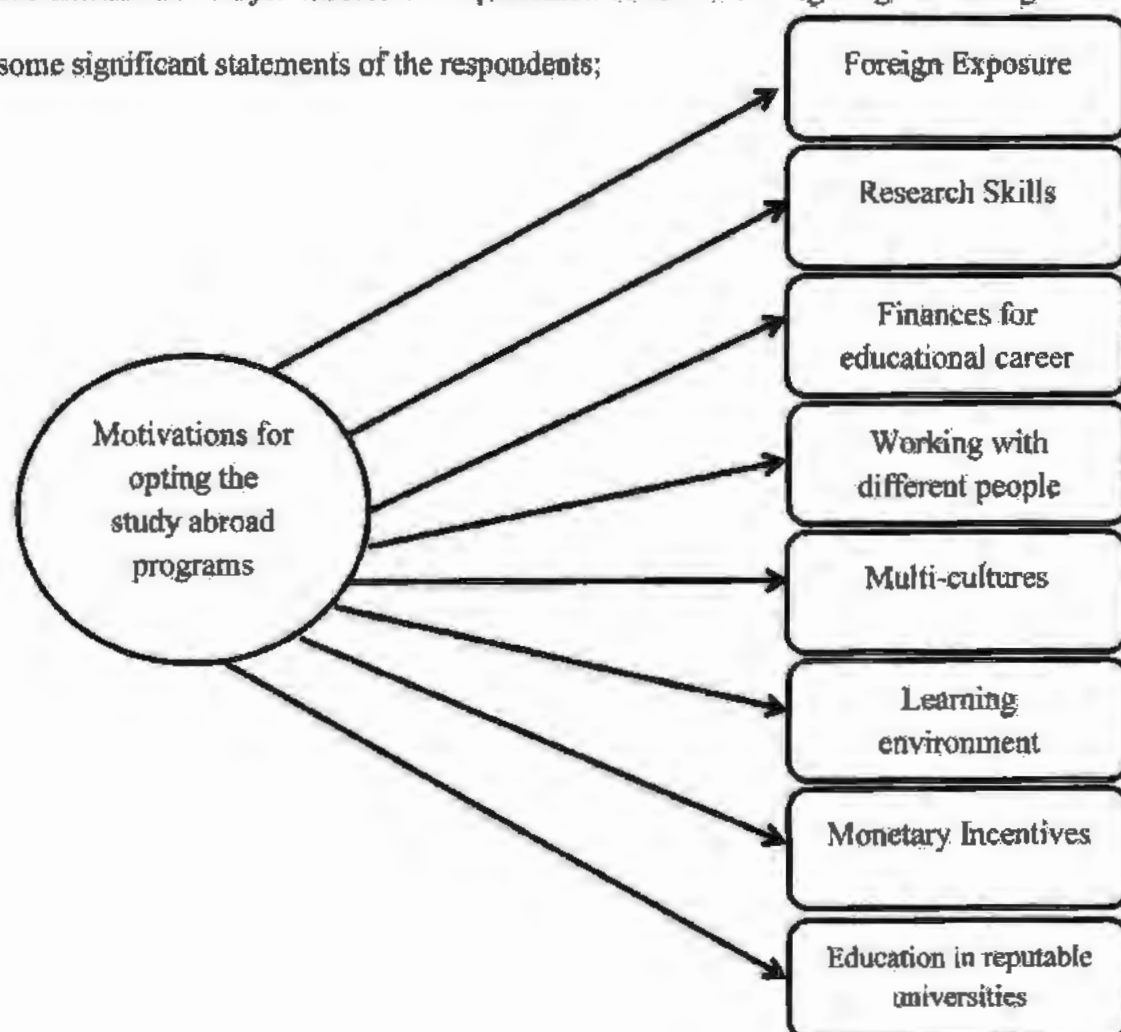 some significant statements of the respondents;
Foreign Exposure
Research Skills
Finances for
educational career
Motivations for
opting the
study abroad
programs
Working with
different people
Multi-cultures
Learning
environment
Monetary Incentives
Education in reputable
universities